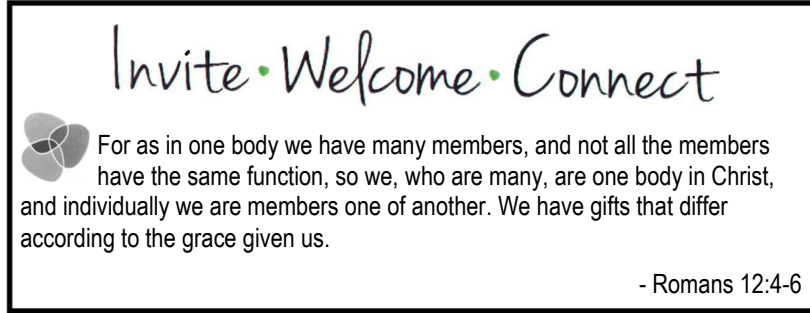 Invite • Welcome • Connect
For as in one body we have many members, and not all the members
have the same function, so we, who are many, are one body in Christ,
and individually we are members one of another. We have gifts that differ
according to the grace given us.
- Romans 12:4-6